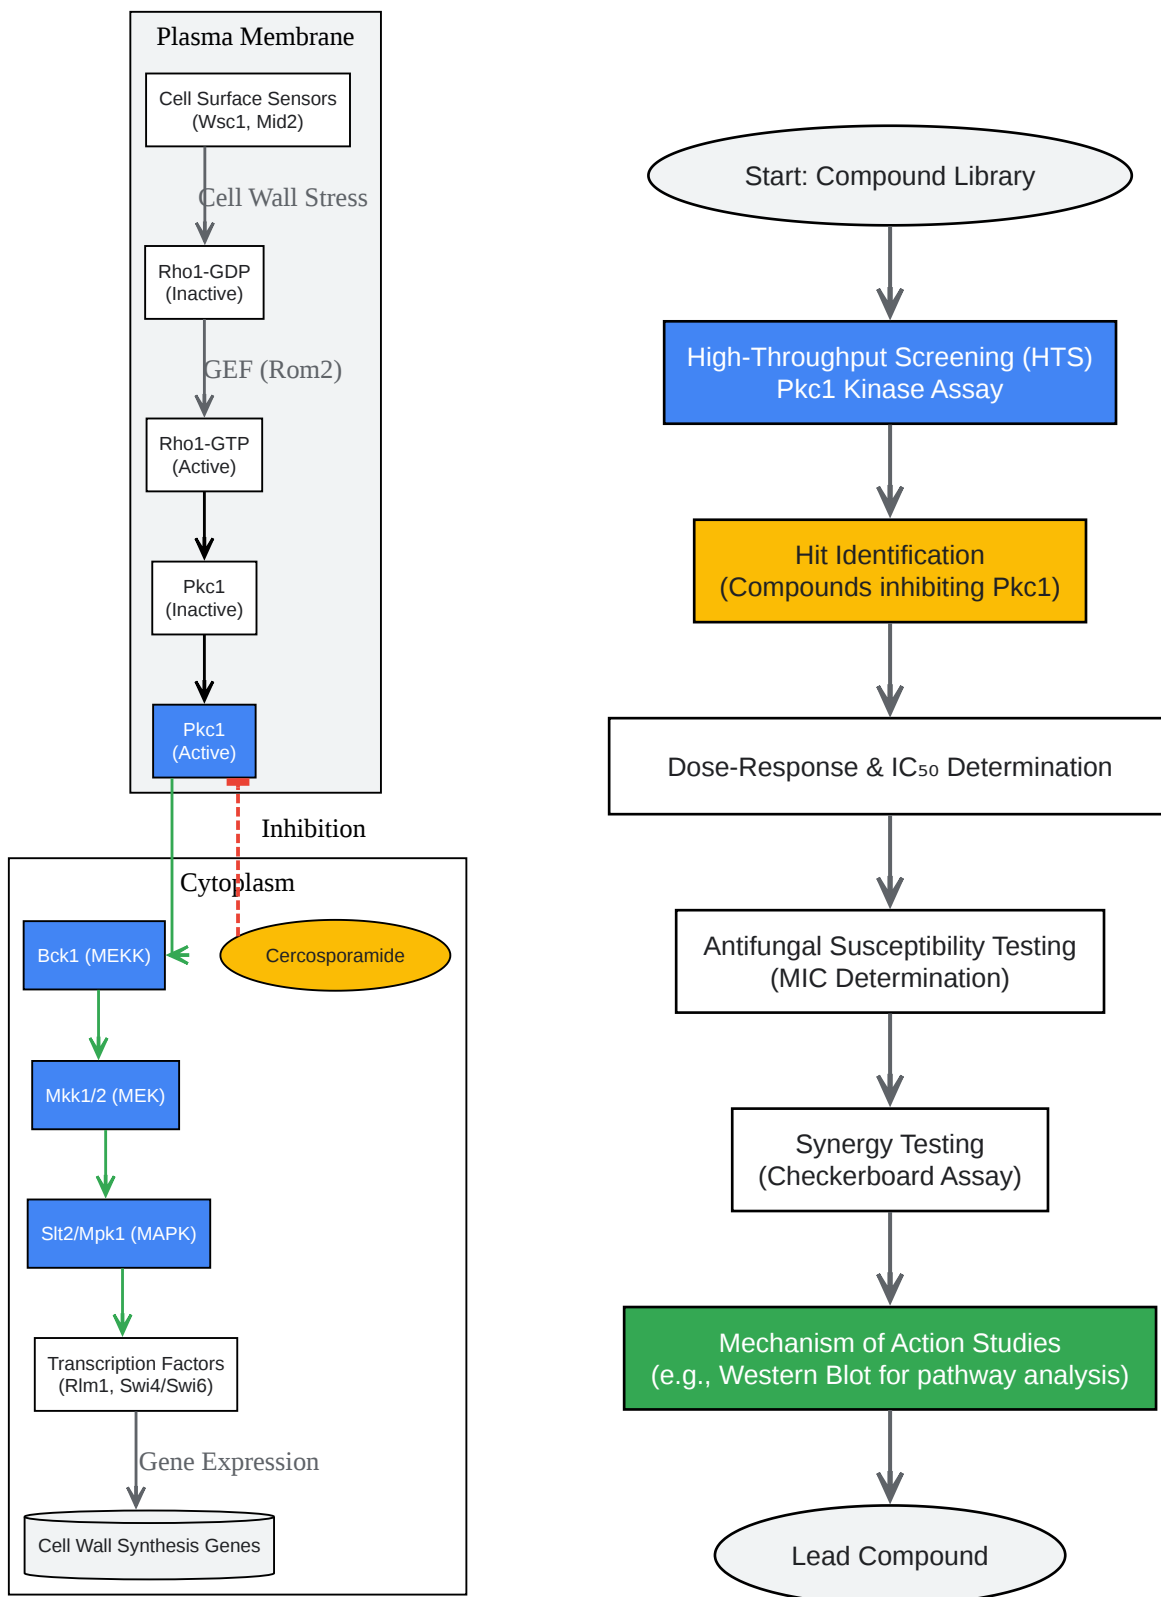 Plasma Membrane
Cell Surface Sensors
(Wsc1, Mid2)
Cell Wall Stress
Rho1-GDP
(Inactive)
GEF (Rom2)
Rho1-GTP
(Active)
Pkc1
(Inactive)
Pkc1
(Active)
Inhibition
Cytoplasm
Bck1 (MEKK)
Cercosporamide
Mkk1/2 (MEK)
Slt2/Mpk1 (MAPK)
Transcription Factors
(Rlm1, Swi4/Swi6)
Gene Expression
Cell Wall Synthesis Genes
Start: Compound Library
High-Throughput Screening (HTS)
Pkc1 Kinase Assay
Hit Identification
(Compounds inhibiting Pkc1)
Dose-Response & IC₅₀ Determination
Antifungal Susceptibility Testing
(MIC Determination)
Synergy Testing
(Checkerboard Assay)
Mechanism of Action Studies
(e.g., Western Blot for pathway analysis)
Lead Compound